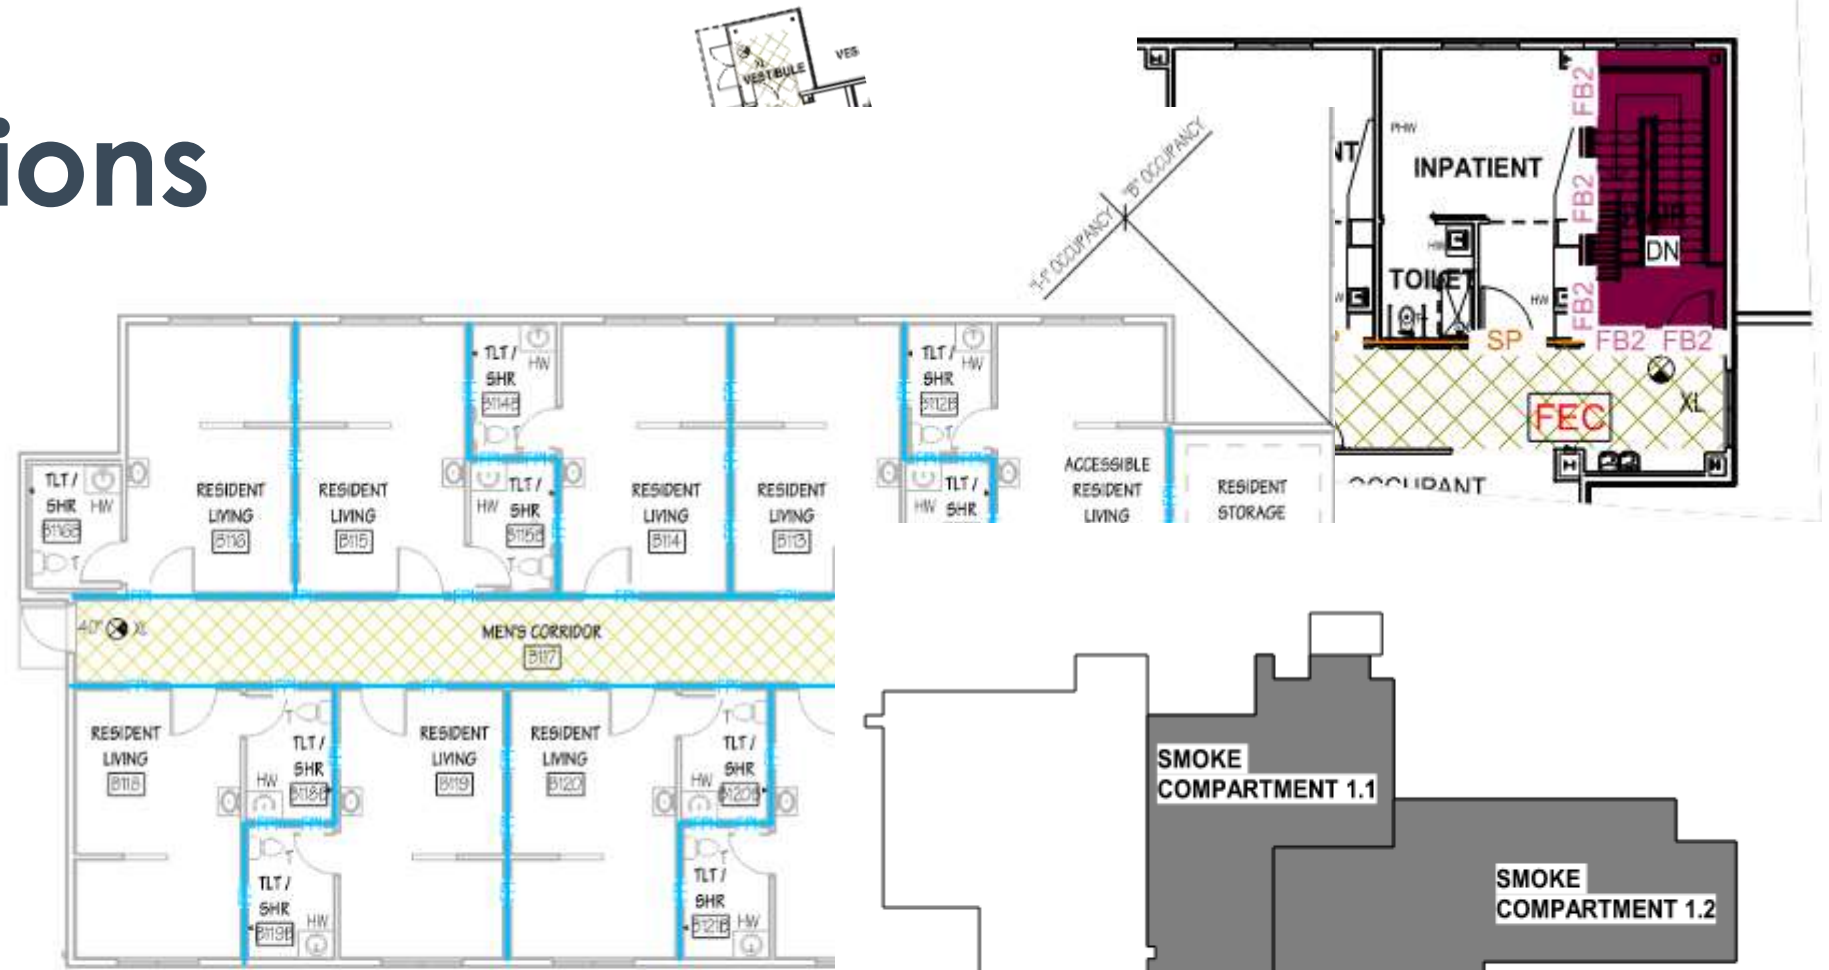 ions
VESTIBULE
VES
XL
"B" OCCUPANCY
"I-1" OCCUPANCY
PHW
INPATIENT
FB2
FB2
FB2
DN
TOILET
HW
HW
SP
FB2 FB2
XL
FEC
TLT /
SHR
B114B
HW
TLT /
SHR
B112B
HW
TLT /
SHR
B116B
HW
RESIDENT
LIVING
B116
RESIDENT
LIVING
B115
HW
TLT /
SHR
B115B
RESIDENT
LIVING
B114
RESIDENT
LIVING
B113
HW
TLT /
SHR
ACCESSIBLE
RESIDENT
LIVING
RESIDENT
STORAGE
40" XL
MEN'S CORRIDOR
B117
RESIDENT
LIVING
B118
TLT /
SHR
B118B
HW
RESIDENT
LIVING
B119
RESIDENT
LIVING
B120
TLT /
SHR
B120B
HW
TLT /
SHR
B119B
HW
TLT /
SHR
B121B
HW
SMOKE
COMPARTMENT 1.1
SMOKE
COMPARTMENT 1.2